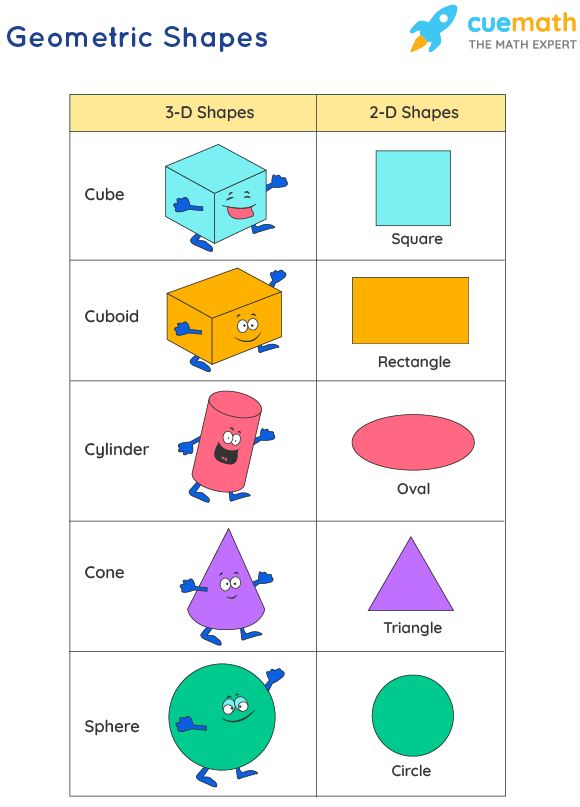 Geometric Shapes
cuemath
THE MATH EXPERT
3-D Shapes
2-D Shapes
Cube
Square
Cuboid
Rectangle
Cylinder
Oval
Cone
Triangle
Sphere
Circle